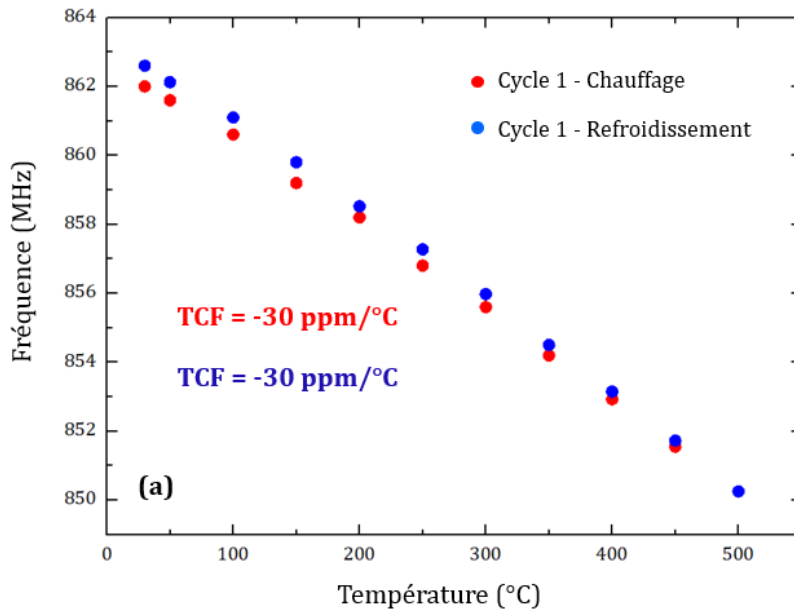 864
862
860
858
856
854
852
850
Fréquence (MHz)
Cycle 1 - Chauffage
Cycle 1 - Refroidissement
TCF = -30 ppm/°C
TCF = -30 ppm/°C
(a)
0
100
200
300
400
500
Température (°C)